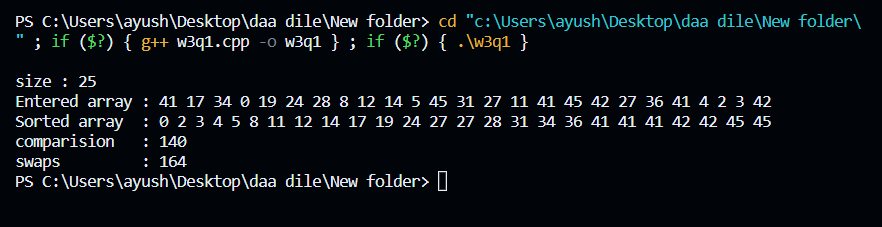 PS C:\Users\ayush\Desktop\daa dile\New folder> cd "c:\Users\ayush\Desktop\daa dile\New folder\
" ; if ($?) { g++ w3q1.cpp -o w3q1 } ; if ($?) { .\w3q1 }
size : 25
Entered array : 41 17 34 0 19 24 28 8 12 14 5 45 31 27 11 41 45 42 27 36 41 4 2 3 42
Sorted array  : 0 2 3 4 5 8 11 12 14 17 19 24 27 27 28 31 34 36 41 41 41 42 42 45 45
comparision   : 140
swaps         : 164
PS C:\Users\ayush\Desktop\daa dile\New folder>